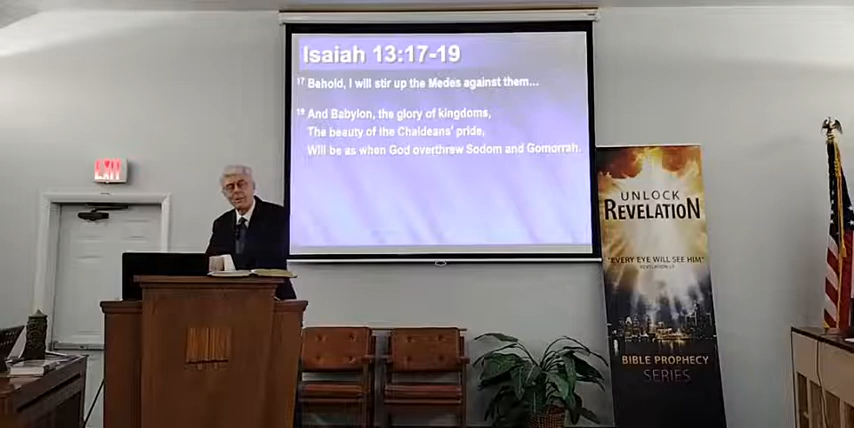 Isaiah 13:17-19
17 Behold, I will stir up the Medes against them...
19 And Babylon, the glory of kingdoms,
The beauty of the Chaldeans' pride,
Will be as when God overthrew Sodom and Gomorrah.
EXIT
UNLOCK
REVELATION
"EVERY EYE WILL SEE HIM"
BIBLE PROPHECY
SERIES